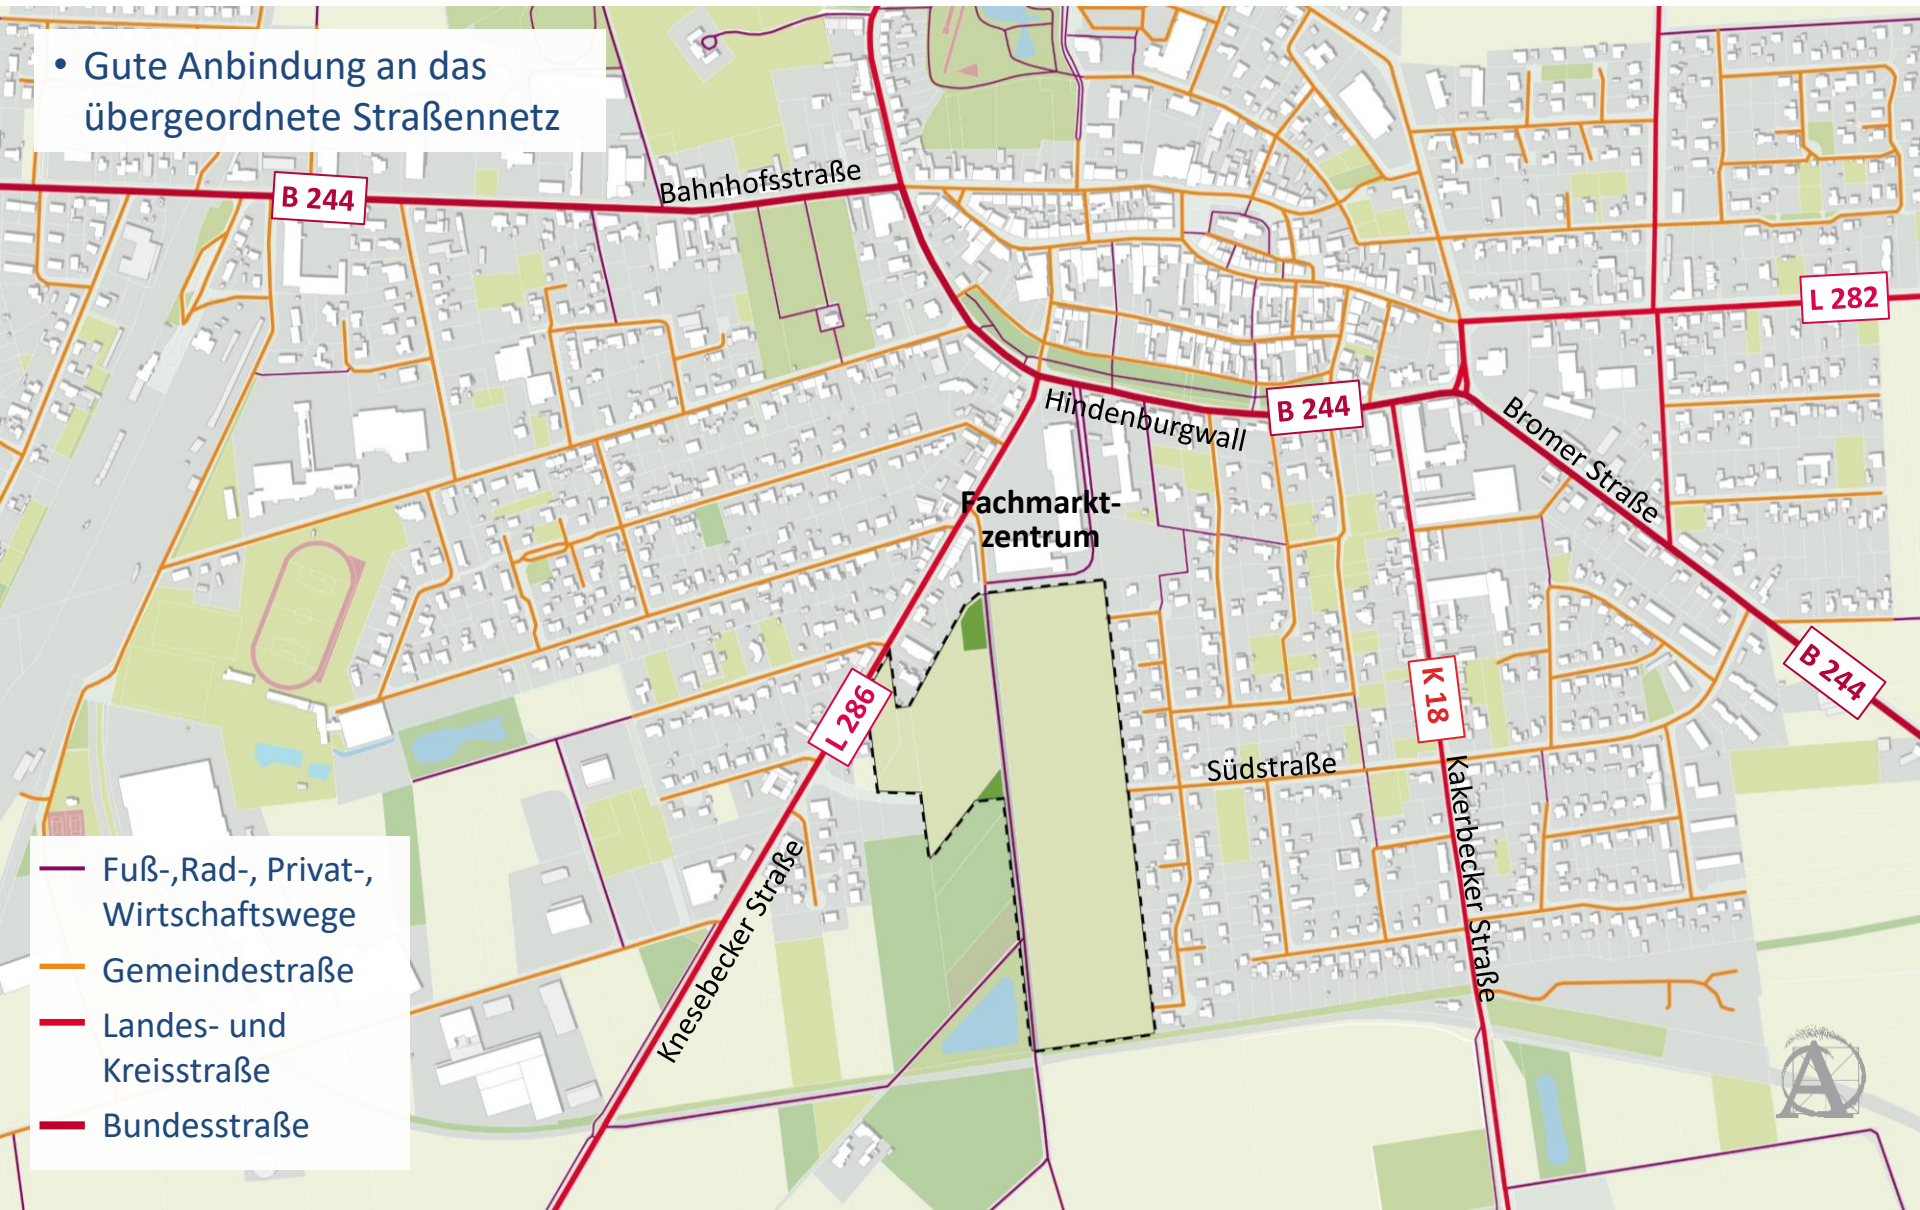 • Gute Anbindung an das
übergeordnete Straßennetz
Bahnhofsstraße
B 244
L 282
Hindenburgwall
B 244
Bromer Straße
Fachmarkt-
zentrum
B 244
K 18
L 286
Südstraße
Kakerbecker Straße
Knesebecker Straße
Fuß-,Rad-, Privat-,
Wirtschaftswege
Gemeindestraße
Landes- und
Kreisstraße
Bundesstraße
A